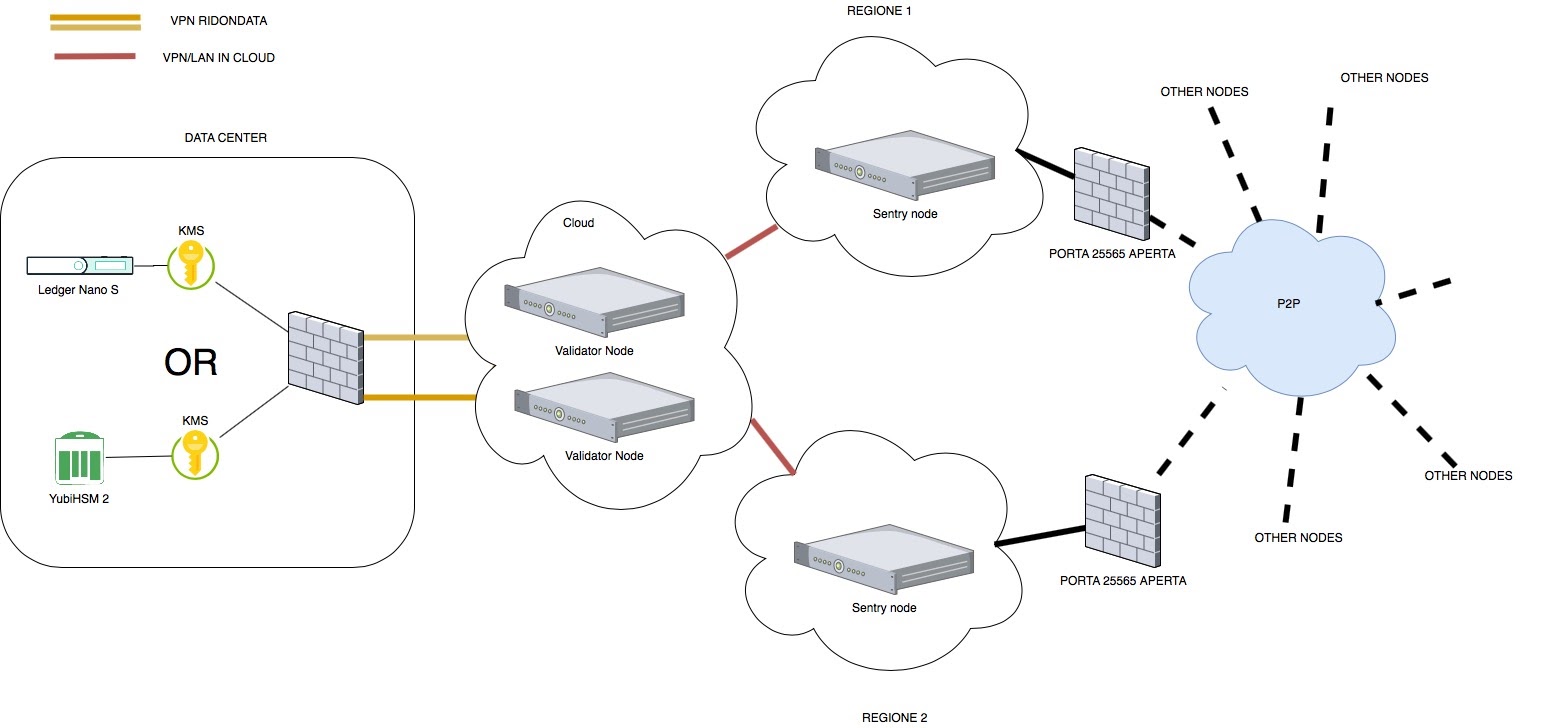 VPN RIDONDATA
VPN/LAN IN CLOUD
DATA CENTER
KMS
Ledger Nano S
OR
KMS
YubiHSM 2
Cloud
Validator Node
Validator Node
REGIONE 1
Sentry node
PORTA 25565 APERTA
Sentry node
REGIONE 2
PORTA 25565 APERTA
OTHER NODES
OTHER NODES
P2P
OTHER NODES
OTHER NODES